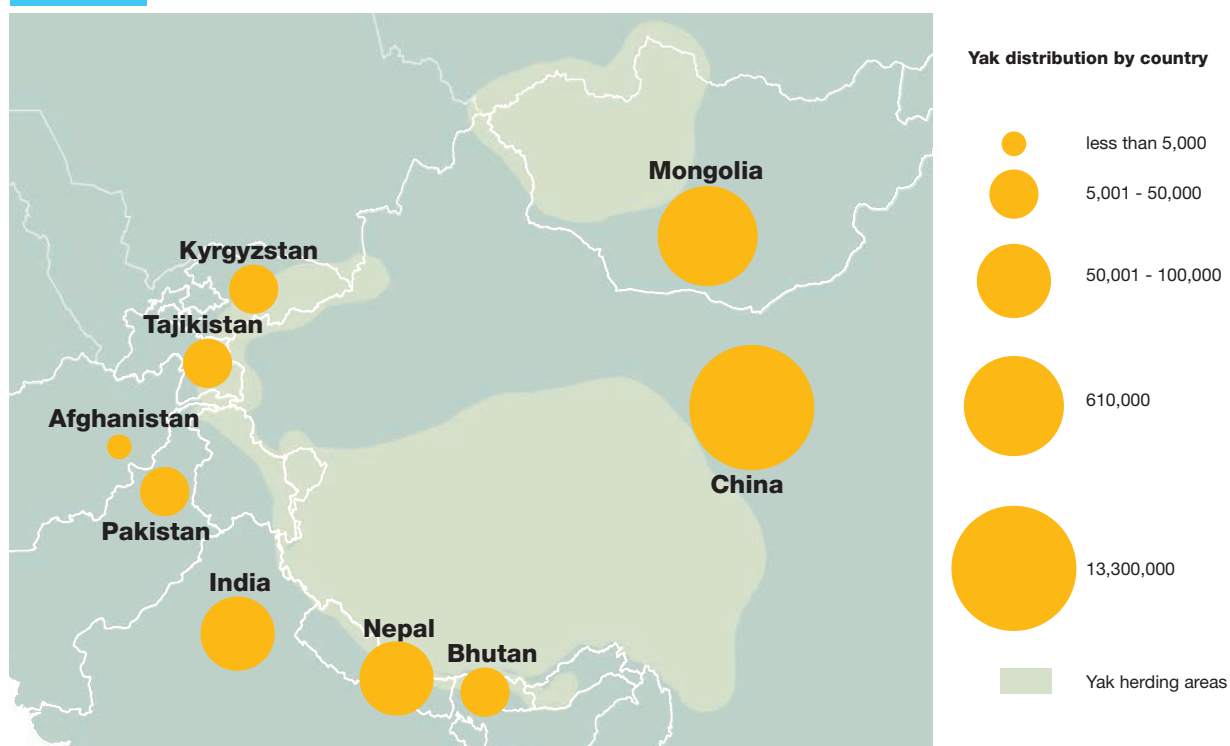 Yak distribution by country
less than 5,000
5,001 - 50,000
50,001 - 100,000
610,000
13,300,000
Yak herding areas
Mongolia
Kyrgyzstan
Tajikistan
Afghanistan
Pakistan
China
India
Nepal
Bhutan